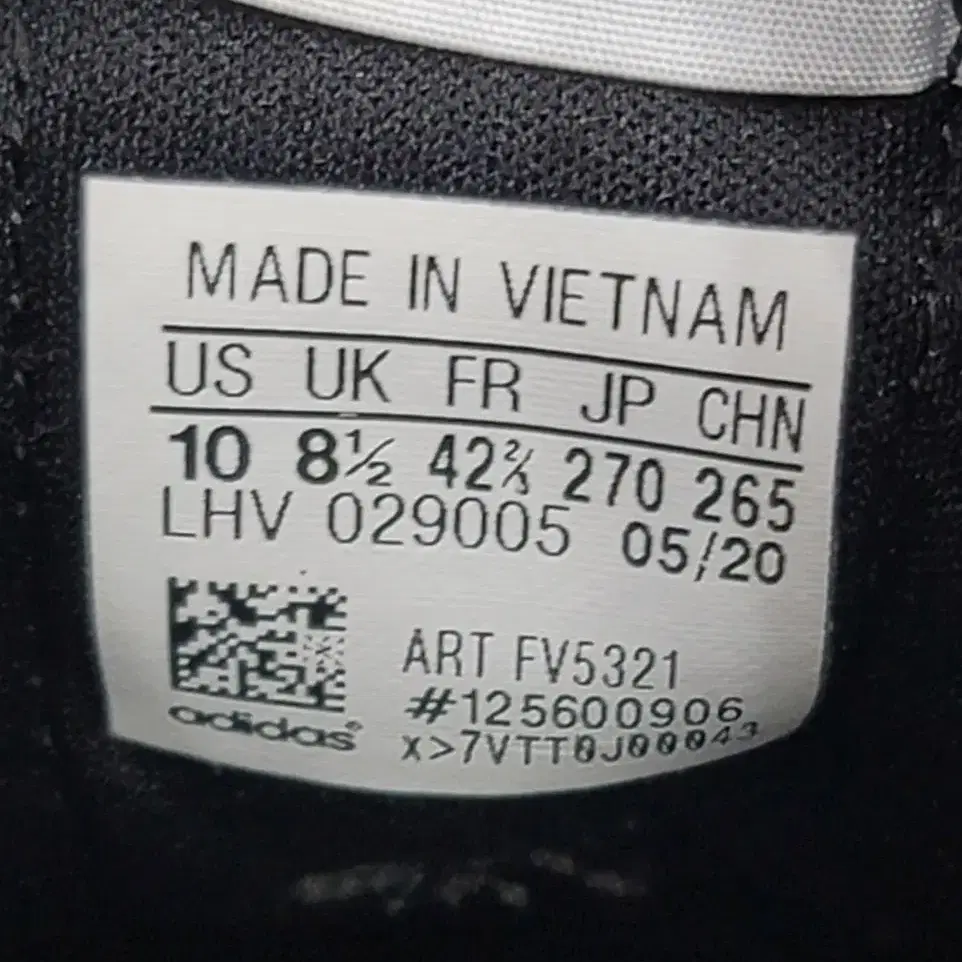 MADE IN VIETNAM
US UK FR JP CHN
10 8½ 42⅔ 270 265
LHV 029005 05/20
ART FV5321
#125600906
adidas®
X>7VTT0J00043